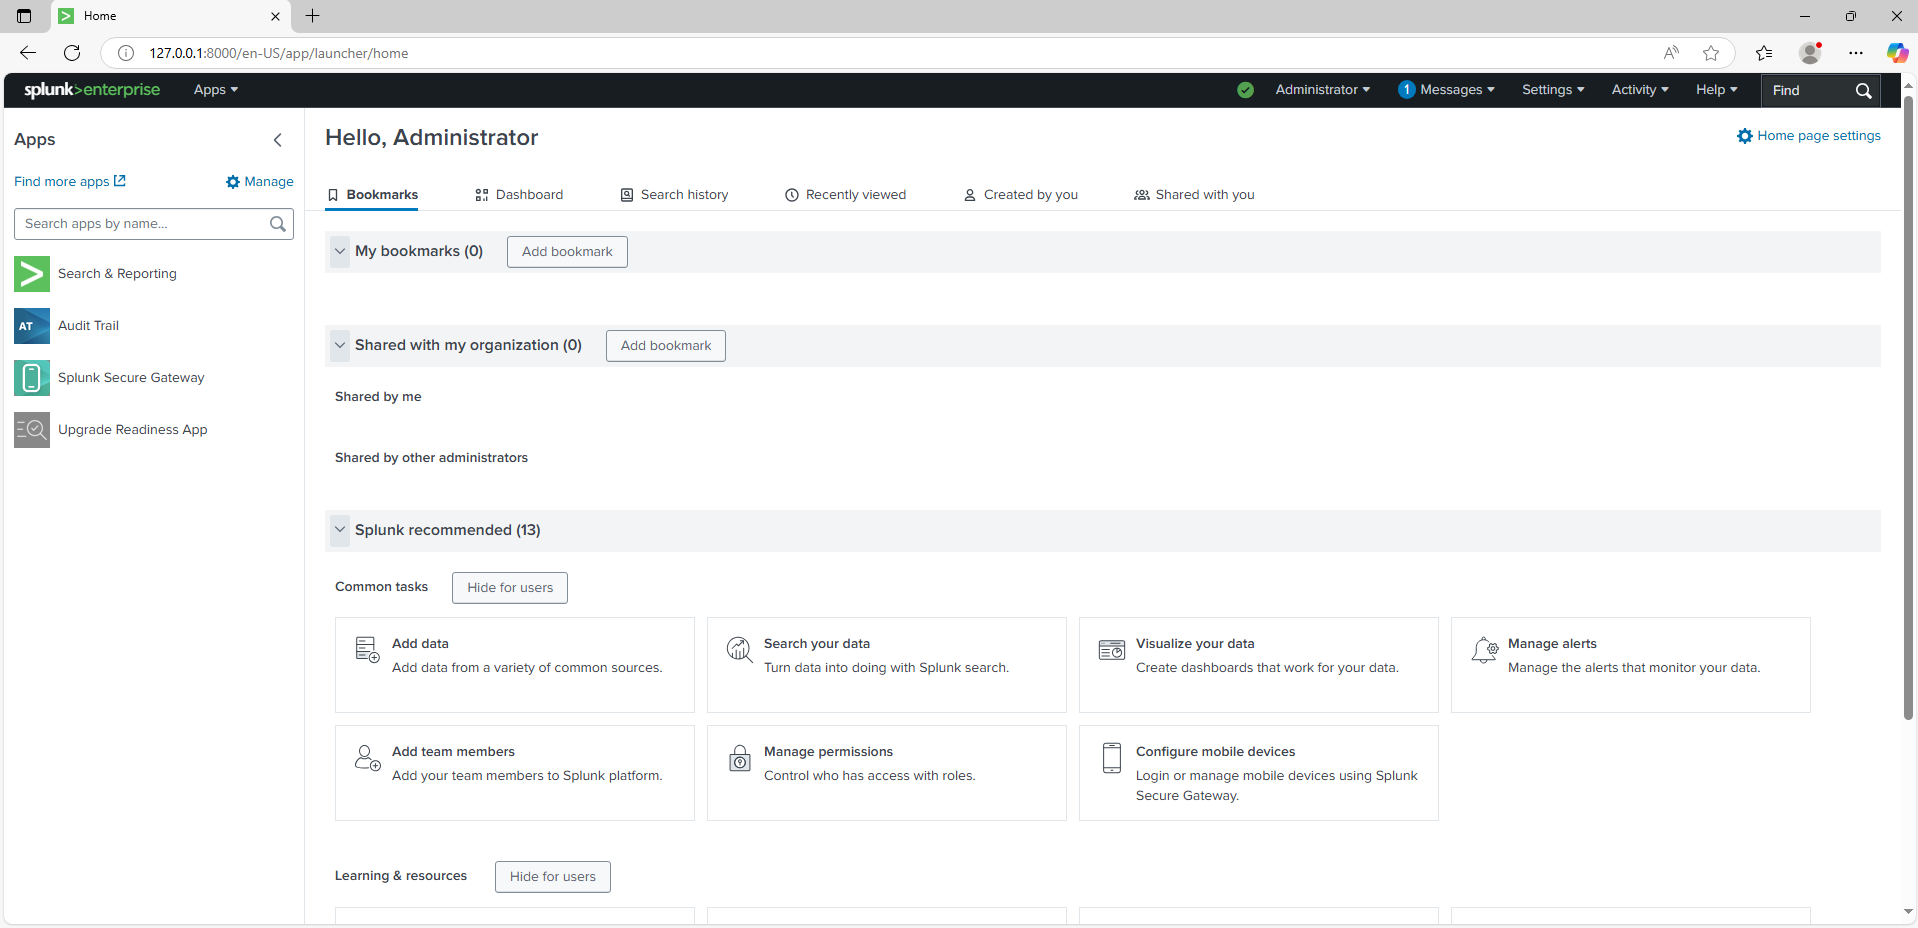 Home
127.0.0.1:8000/en-US/app/launcher/home
splunk>enterprise Apps Administrator 1 Messages Settings Activity Help Find
Apps
Hello, Administrator
Home page settings
Find more apps Manage
Bookmarks Dashboard Search history Recently viewed Created by you Shared with you
Search apps by name...
My bookmarks (0) Add bookmark
Search & Reporting
AT Audit Trail
Shared with my organization (0) Add bookmark
Splunk Secure Gateway
Shared by me
Upgrade Readiness App
Shared by other administrators
Splunk recommended (13)
Common tasks Hide for users
Add data
Add data from a variety of common sources.
Search your data
Turn data into doing with Splunk search.
Visualize your data
Create dashboards that work for your data.
Manage alerts
Manage the alerts that monitor your data.
Add team members
Add your team members to Splunk platform.
Manage permissions
Control who has access with roles.
Configure mobile devices
Login or manage mobile devices using Splunk
Secure Gateway.
Learning & resources Hide for users